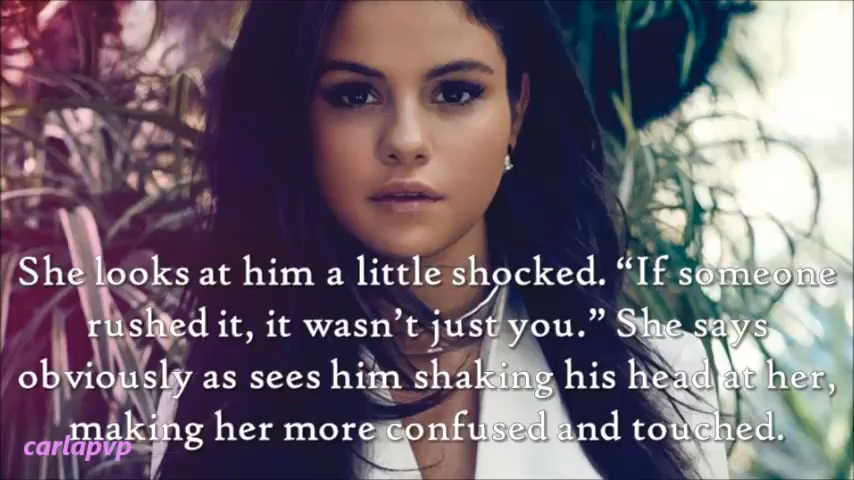 She looks at him a little shocked. “If someone
rushed it, it wasn’t just you.” She says
obviously as sees him shaking his head at her,
making her more confused and touched.
carlapvp